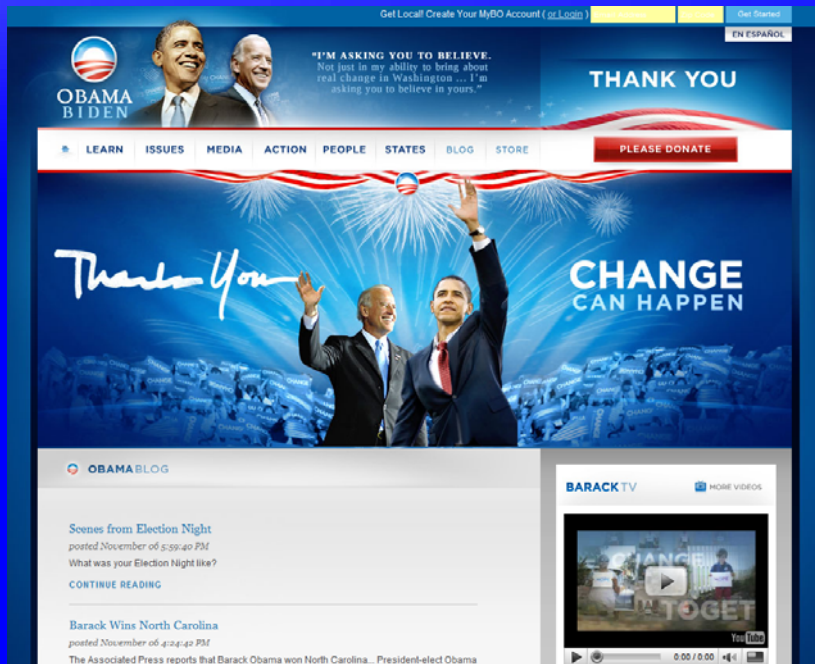 Get Local! Create Your MyBO Account ( or Login )
Get Started
EN ESPAÑOL
OBAMA
BIDEN
"I'M ASKING YOU TO BELIEVE.
Not just in my ability to bring about
real change in Washington ... I'm
asking you to believe in yours."
THANK YOU
LEARN ISSUES MEDIA ACTION PEOPLE STATES BLOG STORE
PLEASE DONATE
Thank You
CHANGE
CAN HAPPEN
CHANGE
OBAMABLOG
BARACKTV
MORE VIDEOS
Scenes from Election Night
posted November 06 5:59:40 PM
What was your Election Night like?
CONTINUE READING
CHANGE
TOGET
YouTube
Barack Wins North Carolina
posted November 06 4:24:42 PM
0:00 / 0:00
The Associated Press reports that Barack Obama won North Carolina... President-elect Obama